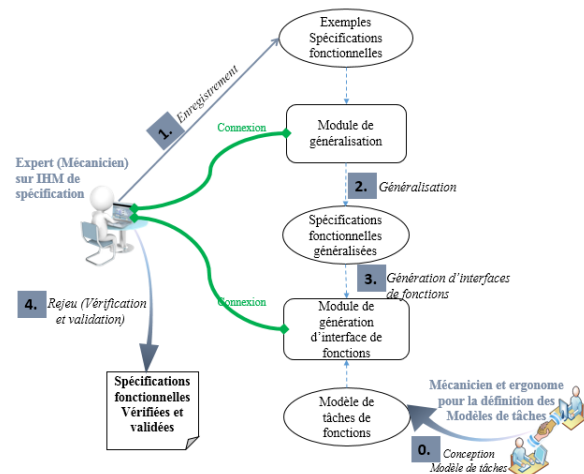 Exemples
Spécifications
fonctionnelles
1.
Enregistrement
Connexion
Module de
généralisation
Expert (Mécanicien)
sur IHM de
spécification
2.
Généralisation
Spécifications
fonctionnelles
généralisées
3.
Génération d'interfaces
de fonctions
4.
Rejeu (Vérification
et validation)
Connexion
Module de
génération
d'interface de
fonctions
Spécifications
fonctionnelles
Vérifiées et
validées
Modèle de
tâches de
fonctions
Mécanicien et ergonome
pour la définition des
Modèles de tâches
0.
Conception
Modèle de tâches